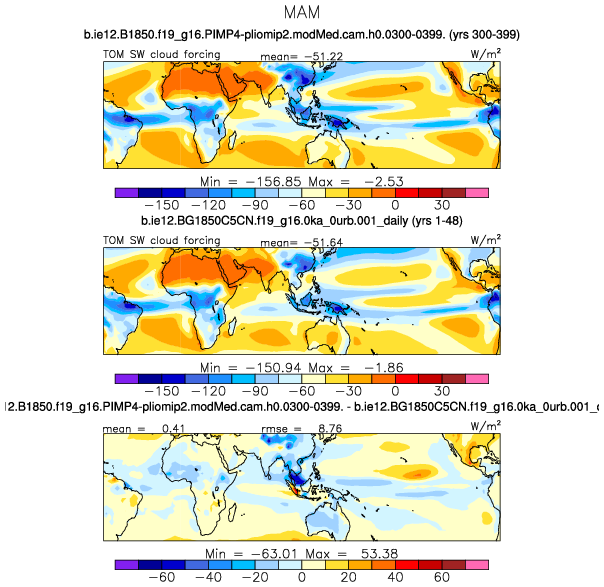 MAM
b.ie12.B1850.f19_g16.PIMP4-pliomip2.modMed.cam.h0.0300-0399. (yrs 300-399)
TOM SW cloud forcing mean= -51.22 W/m²
Min = -156.85 Max = -2.53
-150 -120 -90 -60 -30 0 30
b.ie12.BG1850C5CN.f19_g16.0ka_0urb.001_daily (yrs 1-48)
TOM SW cloud forcing mean= -51.64 W/m²
Min = -150.94 Max = -1.86
-150 -120 -90 -60 -30 0 30
12.B1850.f19_g16.PIMP4-pliomip2.modMed.cam.h0.0300-0399. - b.ie12.BG1850C5CN.f19_g16.0ka_0urb.001_
mean = 0.41 rmse = 8.76 W/m²
Min = -63.01 Max = 53.38
-60 -40 -20 0 20 40 60